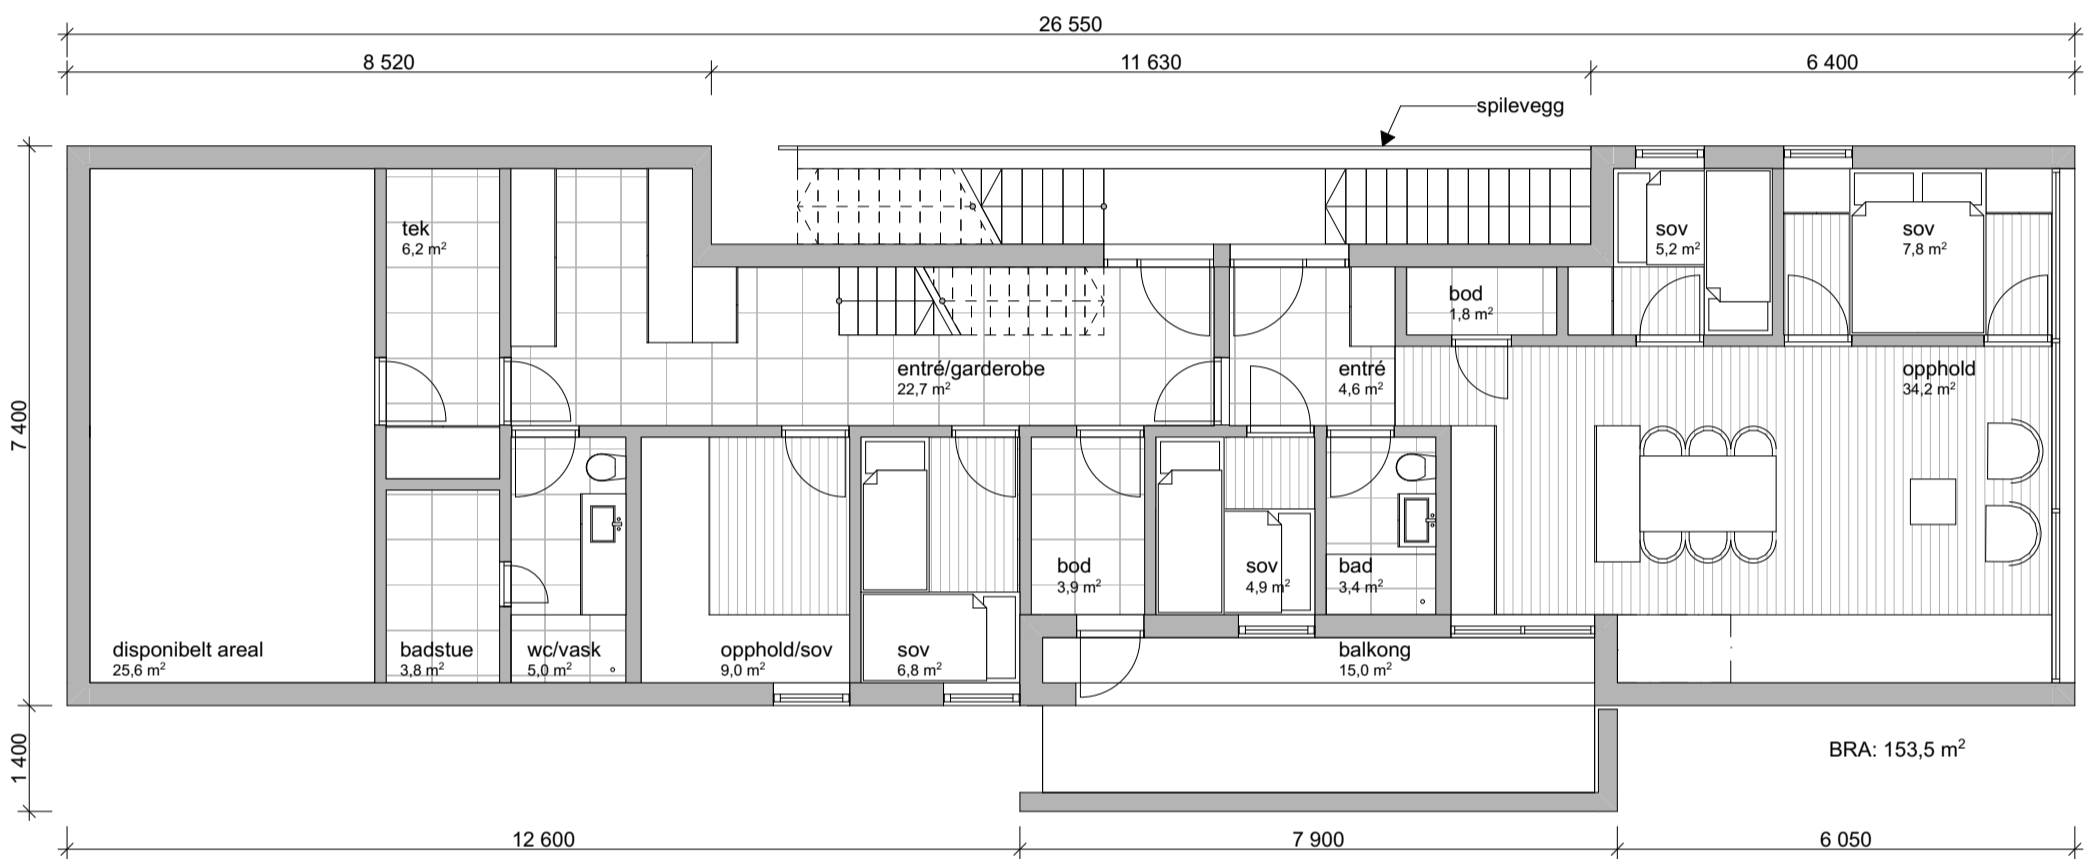 26 550
8 520
11 630
6 400
spilevegg
tek
6,2 m²
sov
5,2 m²
sov
7,8 m²
bod
1,8 m²
entré/garderobe
22,7 m²
entré
4,6 m²
opphold
34,2 m²
7 400
bod
3,9 m²
sov
4,9 m²
bad
3,4 m²
disponibelt areal
25,6 m²
badstue
3,8 m²
wc/vask
5,0 m²
opphold/sov
9,0 m²
sov
6,8 m²
balkong
15,0 m²
1 400
BRA: 153,5 m²
12 600
7 900
6 050